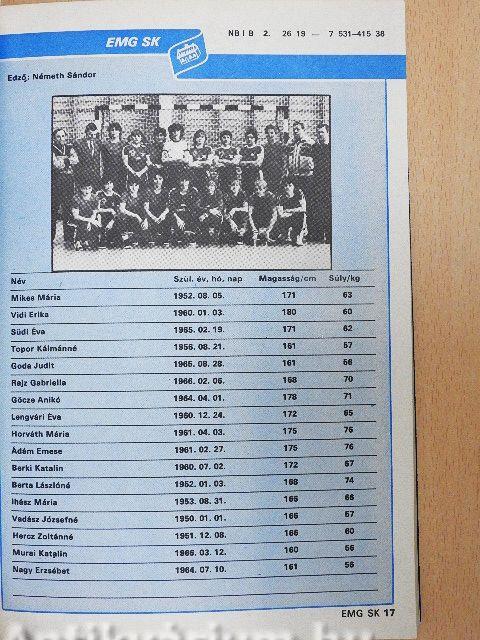 EMG SK
NB I B 2. 26 19 — 7 531–415 38
Edző: Németh Sándor
Név Szül. év, hó, nap Magasság/cm Súly/kg
Mikes Mária 1952. 08. 05. 171 63
Vidi Erika 1960. 01. 03. 180 60
Südi Éva 1965. 02. 19. 171 62
Topor Kálmánné 1956. 08. 21. 161 57
Goda Judit 1965. 08. 28. 161 56
Rajz Gabriella 1966. 02. 06. 168 70
Göcze Anikó 1964. 04. 01. 178 71
Lengvári Éva 1960. 12. 24. 172 65
Horváth Mária 1961. 04. 03. 175 76
Ádám Emese 1961. 02. 27. 175 76
Berki Katalin 1960. 07. 02. 172 67
Berta Lászlóné 1952. 01. 03. 168 74
Ihász Mária 1953. 08. 31. 166 66
Vadász Józsefné 1950. 01. 01. 166 67
Hercz Zoltánné 1951. 12. 08. 166 60
Murai Katalin 1966. 03. 12. 160 56
Nagy Erzsébet 1964. 07. 10. 161 56
EMG SK 17